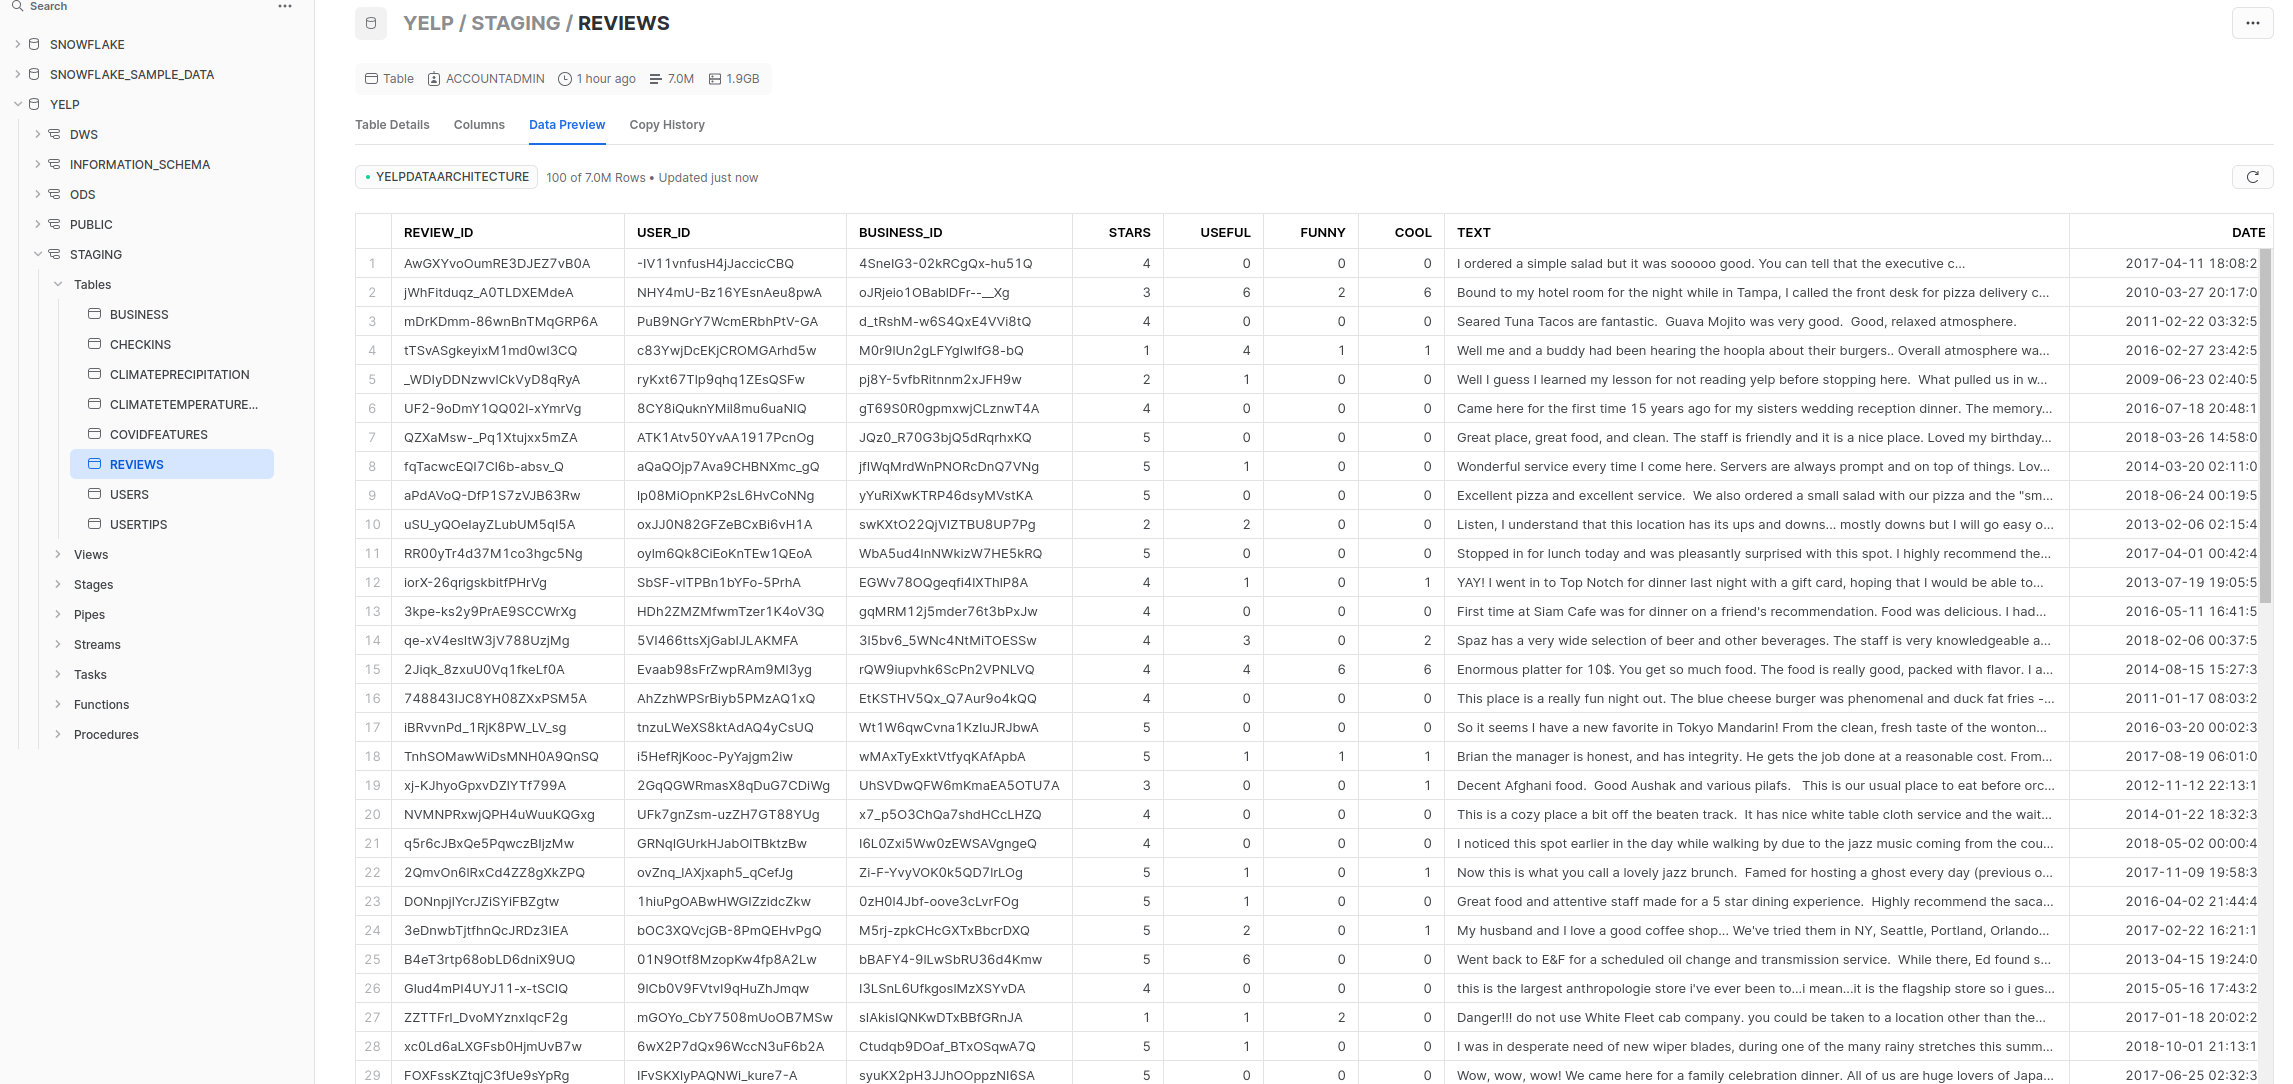 Search
SNOWFLAKE
SNOWFLAKE_SAMPLE_DATA
YELP
DWS
INFORMATION_SCHEMA
ODS
PUBLIC
STAGING
Tables
BUSINESS
CHECKINS
CLIMATEPRECIPITATION
CLIMATETEMPERATURE...
COVIDFEATURES
REVIEWS
USERS
USERTIPS
Views
Stages
Pipes
Streams
Tasks
Functions
Procedures
YELP / STAGING / REVIEWS
Table ACCOUNTADMIN 1 hour ago 7.0M 1.9GB
Table Details Columns Data Preview Copy History
YELPDATAARCHITECTURE 100 of 7.0M Rows • Updated just now
REVIEW_ID USER_ID BUSINESS_ID STARS USEFUL FUNNY COOL TEXT DATE
1 AwGXYvoOumRE3DJEZ7vB0A -IV11vnfusH4jJaccicCBQ 4SneIG3-02kRCgQx-hu51Q 4 0 0 0 I ordered a simple salad but it was sooooo good. You can tell that the executive c... 2017-04-11 18:08:2
2 jWhFitduqz_A0TLDXEMdeA NHY4mU-Bz16YEsnAeu8pwA oJRjeio1OBablDFr--__Xg 3 6 2 6 Bound to my hotel room for the night while in Tampa, I called the front desk for pizza delivery c... 2010-03-27 20:17:0
3 mDrKDmm-86wnBnTMqGRP6A PuB9NGrY7WcmERbhPtV-GA d_tRshM-w6S4QxE4VVi8tQ 4 0 0 0 Seared Tuna Tacos are fantastic.  Guava Mojito was very good.  Good, relaxed atmosphere. 2011-02-22 03:32:5
4 tTSvASgkeyixM1md0wI3CQ c83YwjDcEKjCROMGArhd5w M0r9lUn2gLFYgIwIfG8-bQ 1 4 1 1 Well me and a buddy had been hearing the hoopla about their burgers.. Overall atmosphere wa... 2016-02-27 23:42:5
5 _WDIyDDNzwvlCkVyD8qRyA ryKxt67Tlp9qhq1ZEsQSFw pj8Y-5vfbRitnnm2xJFH9w 2 1 0 0 Well I guess I learned my lesson for not reading yelp before stopping here.  What pulled us in w... 2009-06-23 02:40:5
6 UF2-9oDmY1QQ02I-xYmrVg 8CY8iQuknYMil8mu6uaNIQ gT69S0R0gpmxwjCLznwT4A 4 0 0 0 Came here for the first time 15 years ago for my sisters wedding reception dinner. The memory... 2016-07-18 20:48:1
7 QZXaMsw-_Pq1Xtujxx5mZA ATK1Atv50YvAA1917PcnOg JQz0_R70G3bjQ5dRqrhxKQ 5 0 0 0 Great place, great food, and clean. The staff is friendly and it is a nice place. Loved my birthday... 2018-03-26 14:58:0
8 fqTacwcEQI7Cl6b-absv_Q aQaQOjp7Ava9CHBNXmc_gQ jflWqMrdWnPNORcDnQ7VNg 5 1 0 0 Wonderful service every time I come here. Servers are always prompt and on top of things. Lov... 2014-03-20 02:11:0
9 aPdAVoQ-DfP1S7zVJB63Rw Ip08MiOpnKP2sL6HvCoNNg yYuRiXwKTRP46dsyMVstKA 5 0 0 0 Excellent pizza and excellent service.  We also ordered a small salad with our pizza and the "sm... 2018-06-24 00:19:5
10 uSU_yQOeIayZLubUM5qI5A oxJJ0N82GFZeBCxBi6vH1A swKXtO22QjVIZTBU8UP7Pg 2 2 0 0 Listen, I understand that this location has its ups and downs... mostly downs but I will go easy o... 2013-02-06 02:15:4
11 RR00yTr4d37M1co3hgc5Ng oyIm6Qk8CiEoKnTEw1QEoA WbA5ud4InNWkizW7HE5kRQ 5 0 0 0 Stopped in for lunch today and was pleasantly surprised with this spot. I highly recommend the... 2017-04-01 00:42:4
12 iorX-26qrigskbitfPHrVg SbSF-vITPBn1bYFo-5PrhA EGWv78OQgeqfi4lXThlP8A 4 1 0 1 YAY! I went in to Top Notch for dinner last night with a gift card, hoping that I would be able to... 2013-07-19 19:05:5
13 3kpe-ks2y9PrAE9SCCWrXg HDh2ZMZMfwmTzer1K4oV3Q gqMRM12j5mder76t3bPxJw 4 0 0 0 First time at Siam Cafe was for dinner on a friend's recommendation. Food was delicious. I had... 2016-05-11 16:41:5
14 qe-xV4esItW3jV788UzjMg 5VI466ttsXjGabIJLAKMFA 3I5bv6_5WNc4NtMiTOESSw 4 3 0 2 Spaz has a very wide selection of beer and other beverages. The staff is very knowledgeable a... 2018-02-06 00:37:5
15 2Jiqk_8zxuU0Vq1fkeLf0A Evaab98sFrZwpRAm9MI3yg rQW9iupvhk6ScPn2VPNLVQ 4 4 6 6 Enormous platter for 10$. You get so much food. The food is really good, packed with flavor. I a... 2014-08-15 15:27:3
16 748843IJC8YH08ZXxPSM5A AhZzhWPSrBiyb5PMzAQ1xQ EtKSTHV5Qx_Q7Aur9o4kQQ 4 0 0 0 This place is a really fun night out. The blue cheese burger was phenomenal and duck fat fries -... 2011-01-17 08:03:2
17 iBRvvnPd_1RjK8PW_LV_sg tnzuLWeXS8ktAdAQ4yCsUQ Wt1W6qwCvna1KzIuJRJbwA 5 0 0 0 So it seems I have a new favorite in Tokyo Mandarin! From the clean, fresh taste of the wonton... 2016-03-20 00:02:3
18 TnhSOMawWiDsMNH0A9QnSQ i5HefRjKooc-PyYajgm2iw wMAxTyExktVtfyqKAfApbA 5 1 1 1 Brian the manager is honest, and has integrity. He gets the job done at a reasonable cost. From... 2017-08-19 06:01:0
19 xj-KJhyoGpxvDZIYTf799A 2GqQGWRmasX8qDuG7CDiWg UhSVDwQFW6mKmaEA5OTU7A 3 0 0 1 Decent Afghani food.  Good Aushak and various pilafs.   This is our usual place to eat before orc... 2012-11-12 22:13:1
20 NVMNPRxwjQPH4uWuuKQGxg UFk7gnZsm-uzZH7GT88YUg x7_p5O3ChQa7shdHCcLHZQ 4 0 0 0 This is a cozy place a bit off the beaten track.  It has nice white table cloth service and the wait... 2014-01-22 18:32:3
21 q5r6cJBxQe5PqwczBIjzMw GRNqIGUrkHJabOITBktzBw I6L0Zxi5Ww0zEWSAVgngeQ 4 0 0 0 I noticed this spot earlier in the day while walking by due to the jazz music coming from the cou... 2018-05-02 00:00:4
22 2QmvOn6IRxCd4ZZ8gXkZPQ ovZnq_lAXjxaph5_qCefJg Zi-F-YvyVOK0k5QD7lrLOg 5 1 0 1 Now this is what you call a lovely jazz brunch.  Famed for hosting a ghost every day (previous o... 2017-11-09 19:58:3
23 DONnpjlYcrJZiSYiFBZgtw 1hiuPgOABwHWGIZzidcZkw 0zH0I4Jbf-oove3cLvrFOg 5 1 0 0 Great food and attentive staff made for a 5 star dining experience.  Highly recommend the saca... 2016-04-02 21:44:4
24 3eDnwbTjtfhnQcJRDz3IEA bOC3XQVcjGB-8PmQEHvPgQ M5rj-zpkCHcGXTxBbcrDXQ 5 2 0 1 My husband and I love a good coffee shop... We've tried them in NY, Seattle, Portland, Orlando... 2017-02-22 16:21:1
25 B4eT3rtp68obLD6dniX9UQ 01N9Otf8MzopKw4fp8A2Lw bBAFY4-9ILwSbRU36d4Kmw 5 6 0 0 Went back to E&F for a scheduled oil change and transmission service.  While there, Ed found s... 2013-04-15 19:24:0
26 Glud4mPI4UYJ11-x-tSCIQ 9lCb0V9FVtvI9qHuZhJmqw I3LSnL6UfkgosIMzXSYvDA 4 0 0 0 this is the largest anthropologie store i've ever been to...i mean...it is the flagship store so i gues... 2015-05-16 17:43:2
27 ZZTTFrI_DvoMYznxIqcF2g mGOYo_CbY7508mUoOB7MSw slAkisIQNKwDTxBBfGRnJA 1 1 2 0 Danger!!! do not use White Fleet cab company. you could be taken to a location other than the... 2017-01-18 20:02:2
28 xc0Ld6aLXGFsb0HjmUvB7w 6wX2P7dQx96WccN3uF6b2A Ctudqb9DOaf_BTxOSqwA7Q 5 1 0 0 I was in desperate need of new wiper blades, during one of the many rainy stretches this summ... 2018-10-01 21:13:1
29 FOXFssKZtqjC3fUe9sYpRg IFvSKXlyPAQNWi_kure7-A syuKX2pH3JJhOOppzNI6SA 5 0 0 0 Wow, wow, wow! We came here for a family celebration dinner. All of us are huge lovers of Japa... 2017-06-25 02:32:3